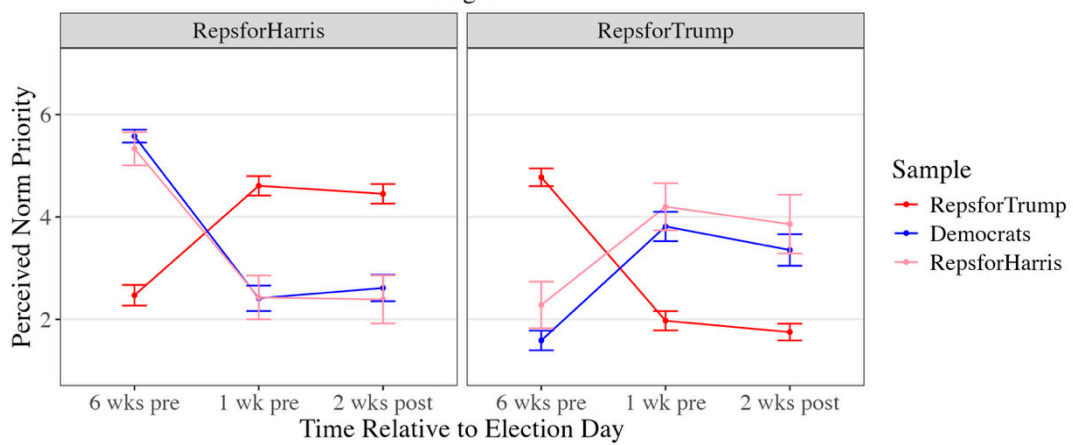 RepsforHarris
RepsforTrump
Perceived Norm Priority
6
4
2
6 wks pre
1 wk pre
2 wks post
6 wks pre
1 wk pre
2 wks post
Time Relative to Election Day
Sample
RepsforTrump
Democrats
RepsforHarris